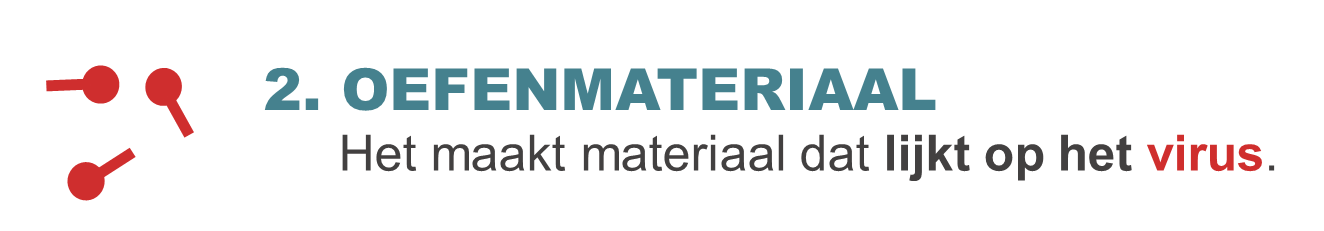 2. OEFENMATERIAAL
Het maakt materiaal dat lijkt op het virus.